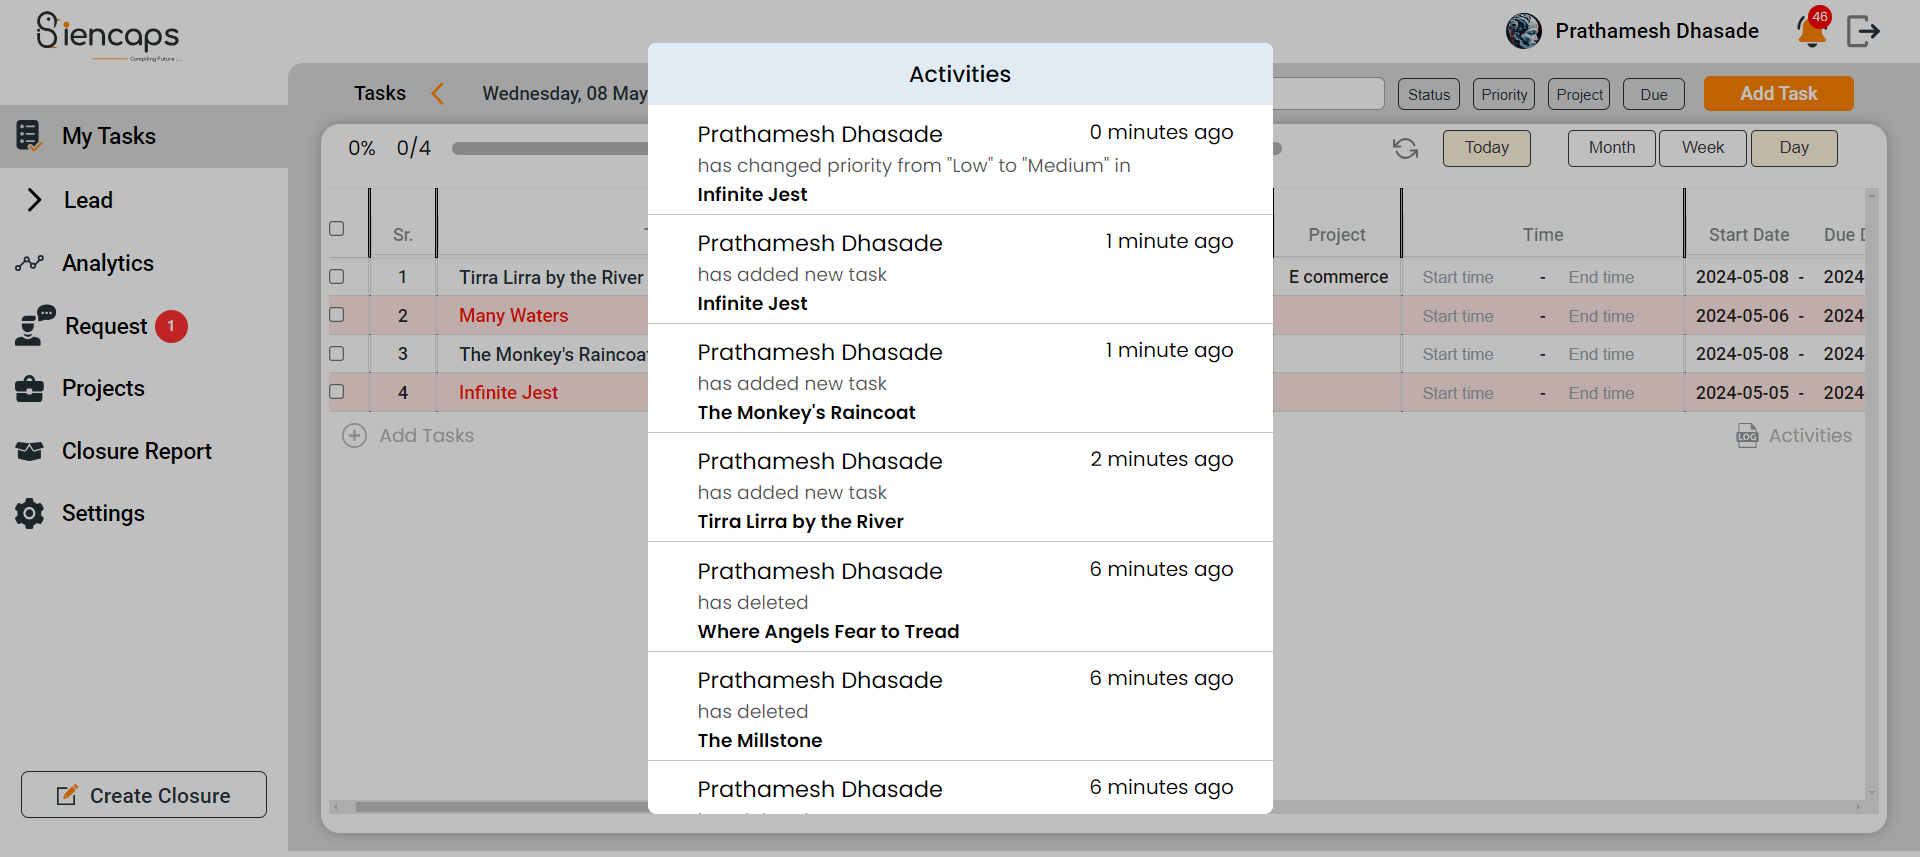 Siencaps
Compiling Future ...
Prathamesh Dhasade
46
Tasks
Wednesday, 08 May
Status
Priority
Project
Due
Add Task
My Tasks
Lead
Analytics
Request 1
Projects
Closure Report
Settings
Create Closure
0% 0/4
Today
Month
Week
Day
Sr.
Project
Time
Start Date
Due
1 Tirra Lirra by the River E commerce Start time - End time 2024-05-08 - 2024-
2 Many Waters Start time - End time 2024-05-06 - 2024-
3 The Monkey's Raincoat Start time - End time 2024-05-08 - 2024-
4 Infinite Jest Start time - End time 2024-05-05 - 2024-
Add Tasks
LOG Activities
Activities
Prathamesh Dhasade 0 minutes ago
has changed priority from "Low" to "Medium" in
Infinite Jest
Prathamesh Dhasade 1 minute ago
has added new task
Infinite Jest
Prathamesh Dhasade 1 minute ago
has added new task
The Monkey's Raincoat
Prathamesh Dhasade 2 minutes ago
has added new task
Tirra Lirra by the River
Prathamesh Dhasade 6 minutes ago
has deleted
Where Angels Fear to Tread
Prathamesh Dhasade 6 minutes ago
has deleted
The Millstone
Prathamesh Dhasade 6 minutes ago